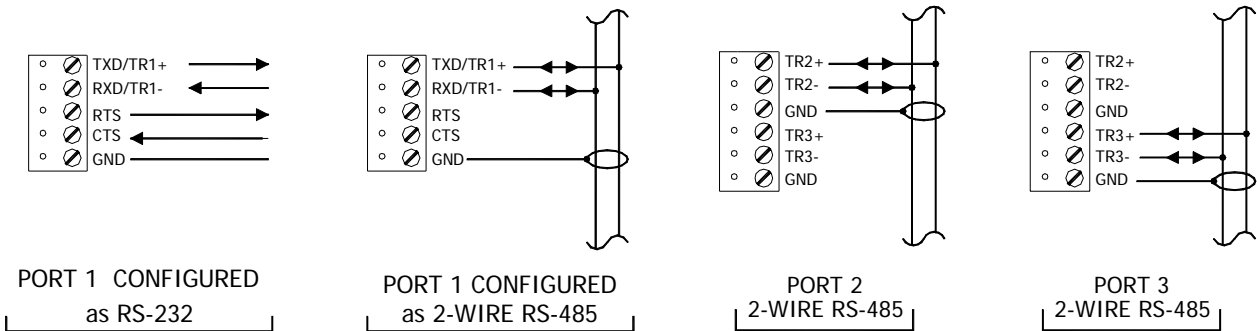 TXD/TR1+
RXD/TR1-
RTS
CTS
GND
PORT 1 CONFIGURED
as RS-232
TXD/TR1+
RXD/TR1-
RTS
CTS
GND
PORT 1 CONFIGURED
as 2-WIRE RS-485
TR2+
TR2-
GND
TR3+
TR3-
GND
PORT 2
2-WIRE RS-485
TR2+
TR2-
GND
TR3+
TR3-
GND
PORT 3
2-WIRE RS-485